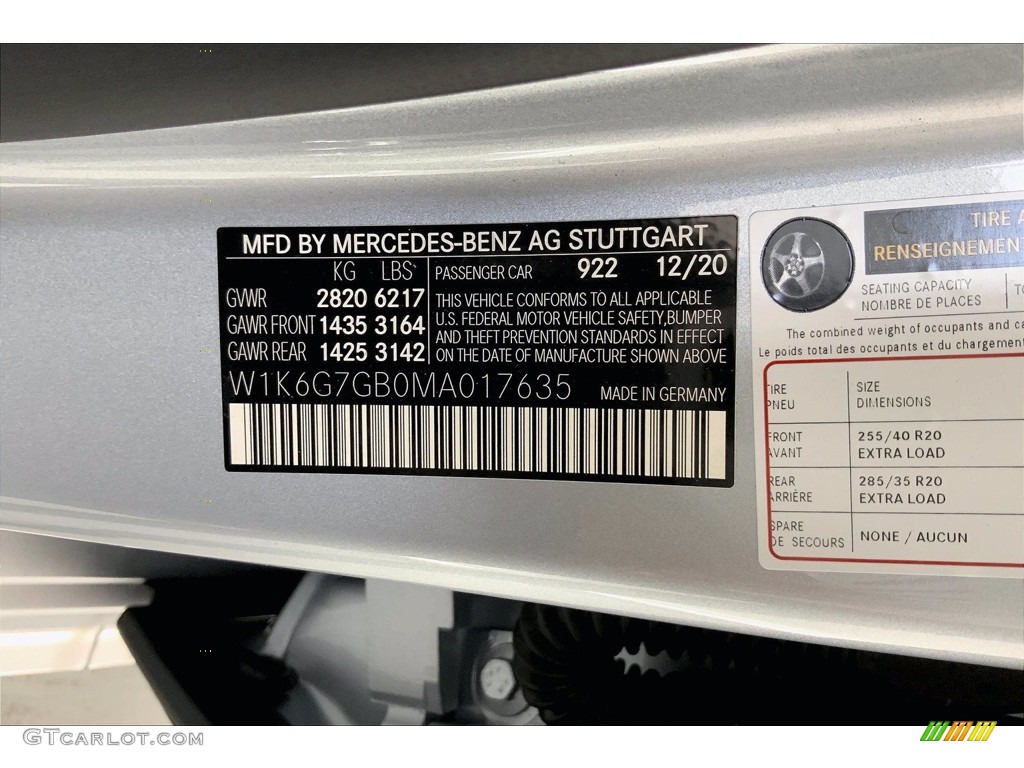 MFD BY MERCEDES-BENZ AG STUTTGART
KG LBS
GVWR 2820 6217
GAWR FRONT 1435 3164
GAWR REAR 1425 3142
PASSENGER CAR 922 12/20
THIS VEHICLE CONFORMS TO ALL APPLICABLE
U.S. FEDERAL MOTOR VEHICLE SAFETY,BUMPER
AND THEFT PREVENTION STANDARDS IN EFFECT
ON THE DATE OF MANUFACTURE SHOWN ABOVE
W1K6G7GB0MA017635 MADE IN GERMANY
TIRE A
RENSEIGNEMEN
SEATING CAPACITY TO
NOMBRE DE PLACES
The combined weight of occupants and ca
Le poids total des occupants et du chargement
TIRE SIZE
PNEU DIMENSIONS
FRONT 255/40 R20
AVANT EXTRA LOAD
REAR 285/35 R20
ARRIÈRE EXTRA LOAD
SPARE NONE / AUCUN
DE SECOURS
GTCarlot.com